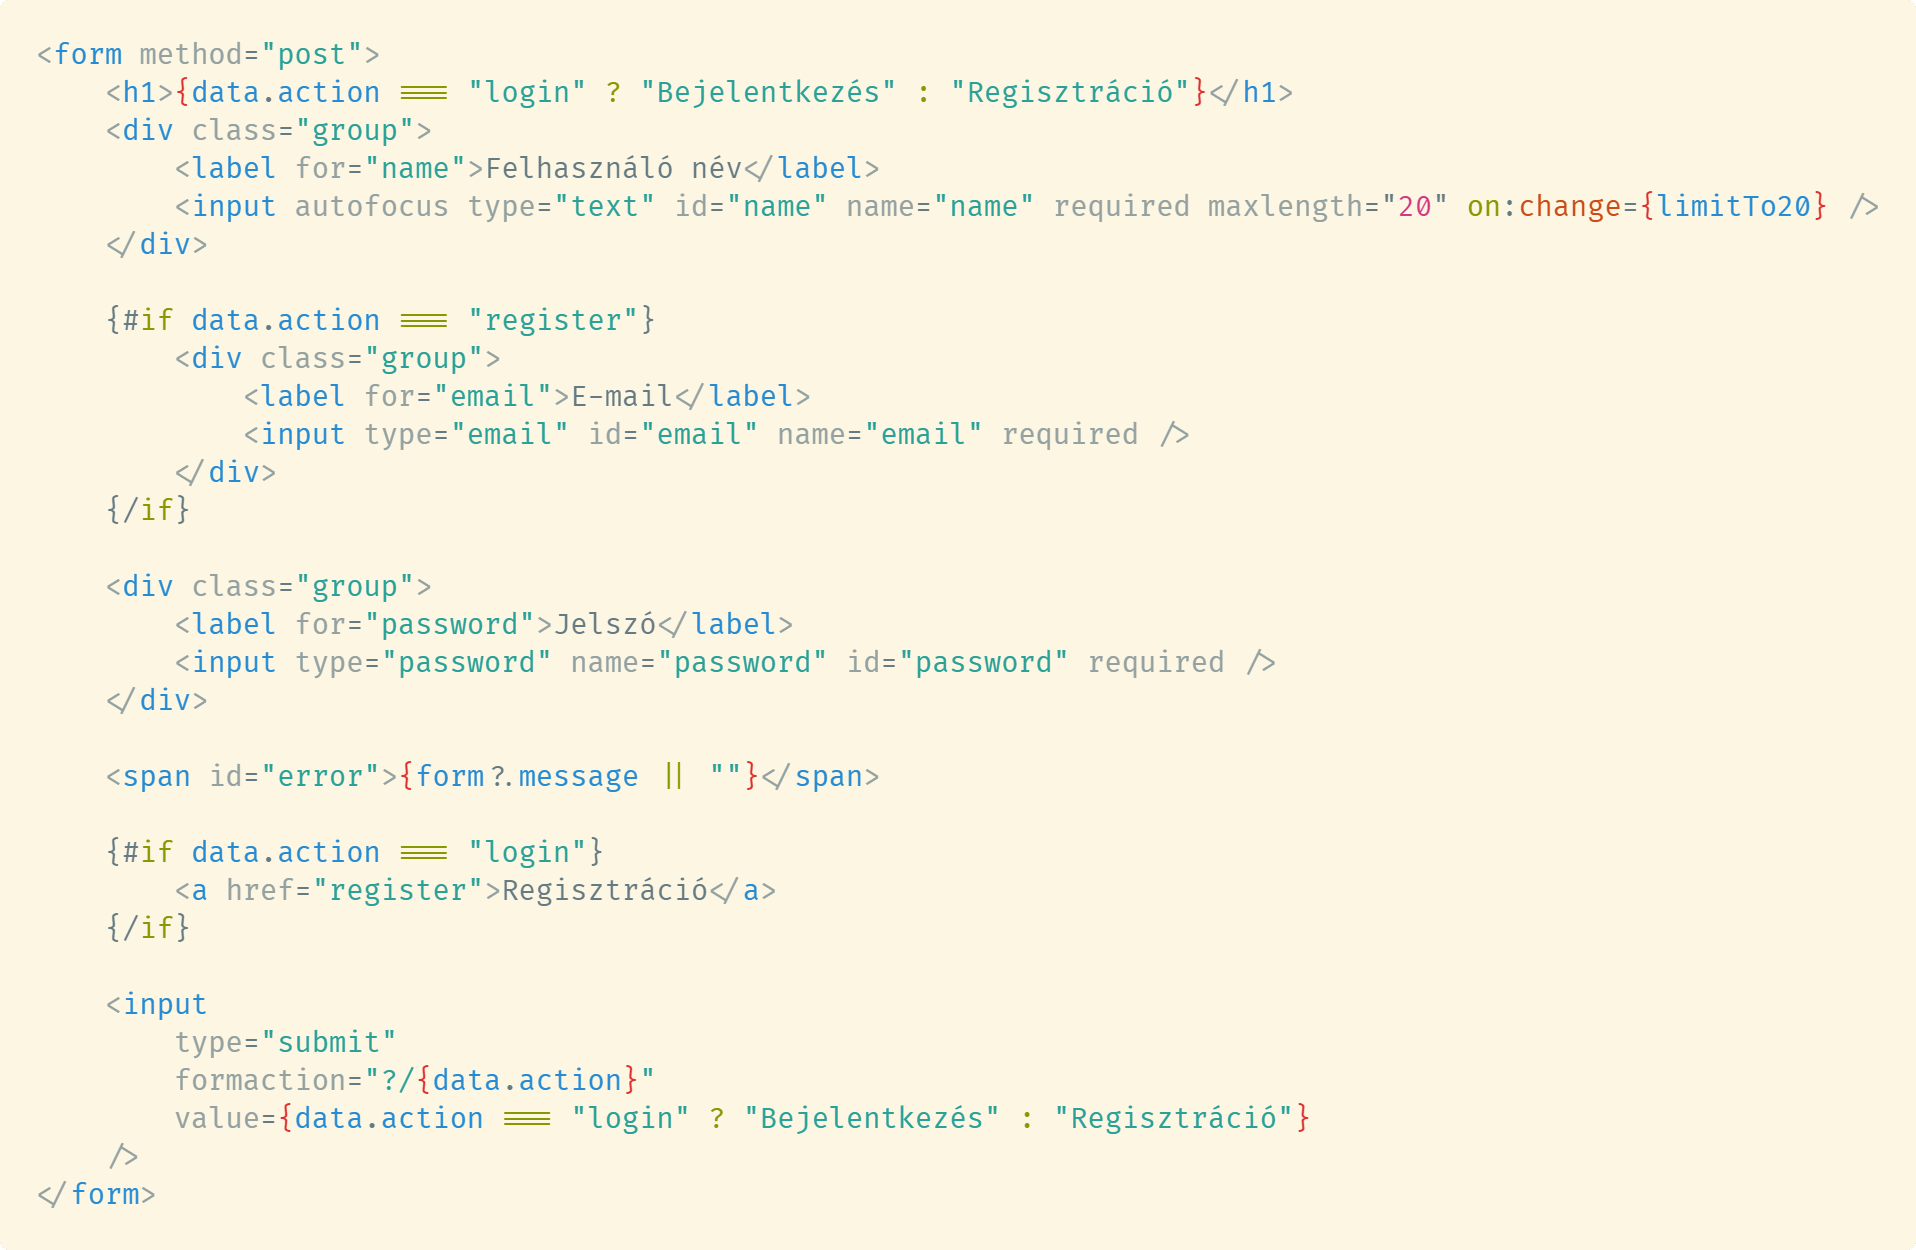 <form method="post">
    <h1>{data.action === "login" ? "Bejelentkezés" : "Regisztráció"}</h1>
    <div class="group">
        <label for="name">Felhasználó név</label>
        <input autofocus type="text" id="name" name="name" required maxlength="20" on:change={limitTo20} />
    </div>

    {#if data.action === "register"}
        <div class="group">
            <label for="email">E-mail</label>
            <input type="email" id="email" name="email" required />
        </div>
    {/if}

    <div class="group">
        <label for="password">Jelszó</label>
        <input type="password" name="password" id="password" required />
    </div>

    <span id="error">{form?.message || ""}</span>

    {#if data.action === "login"}
        <a href="register">Regisztráció</a>
    {/if}

    <input
        type="submit"
        formaction="?/{data.action}"
        value={data.action === "login" ? "Bejelentkezés" : "Regisztráció"}
    />
</form>